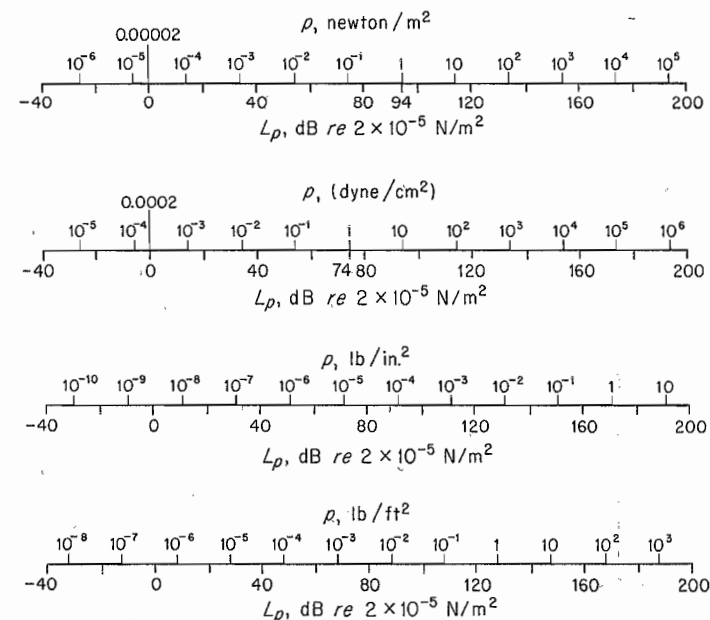 p, newton/m²
0.00002
10⁻⁶ 10⁻⁵ 10⁻⁴ 10⁻³ 10⁻² 10⁻¹ 1 10 10² 10³ 10⁴ 10⁵
−40 0 40 80 94 120 160 200
Lₚ, dB re 2 × 10⁻⁵ N/m²
p, (dyne/cm²)
0.0002
10⁻⁵ 10⁻⁴ 10⁻³ 10⁻² 10⁻¹ 1 10 10² 10³ 10⁴ 10⁵ 10⁶
−40 0 40 74 80 120 160 200
Lₚ, dB re 2 × 10⁻⁵ N/m²
p, lb/in.²
10⁻¹⁰ 10⁻⁹ 10⁻⁸ 10⁻⁷ 10⁻⁶ 10⁻⁵ 10⁻⁴ 10⁻³ 10⁻² 10⁻¹ 1 10
−40 0 40 80 120 160 200
Lₚ, dB re 2 × 10⁻⁵ N/m²
p, lb/ft²
10⁻⁸ 10⁻⁷ 10⁻⁶ 10⁻⁵ 10⁻⁴ 10⁻³ 10⁻² 10⁻¹ 1 10 10² 10³
−40 0 40 80 120 160 200
Lₚ, dB re 2 × 10⁻⁵ N/m²